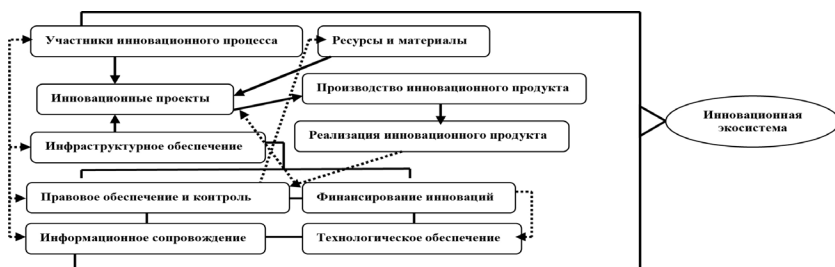 Участники инновационного процесса
Ресурсы и материалы
Инновационные проекты
Производство инновационного продукта
Инновационная
экосистема
Реализация инновационного продукта
Инфраструктурное обеспечение
Правовое обеспечение и контроль
Финансирование инноваций
Информационное сопровождение
Технологическое обеспечение